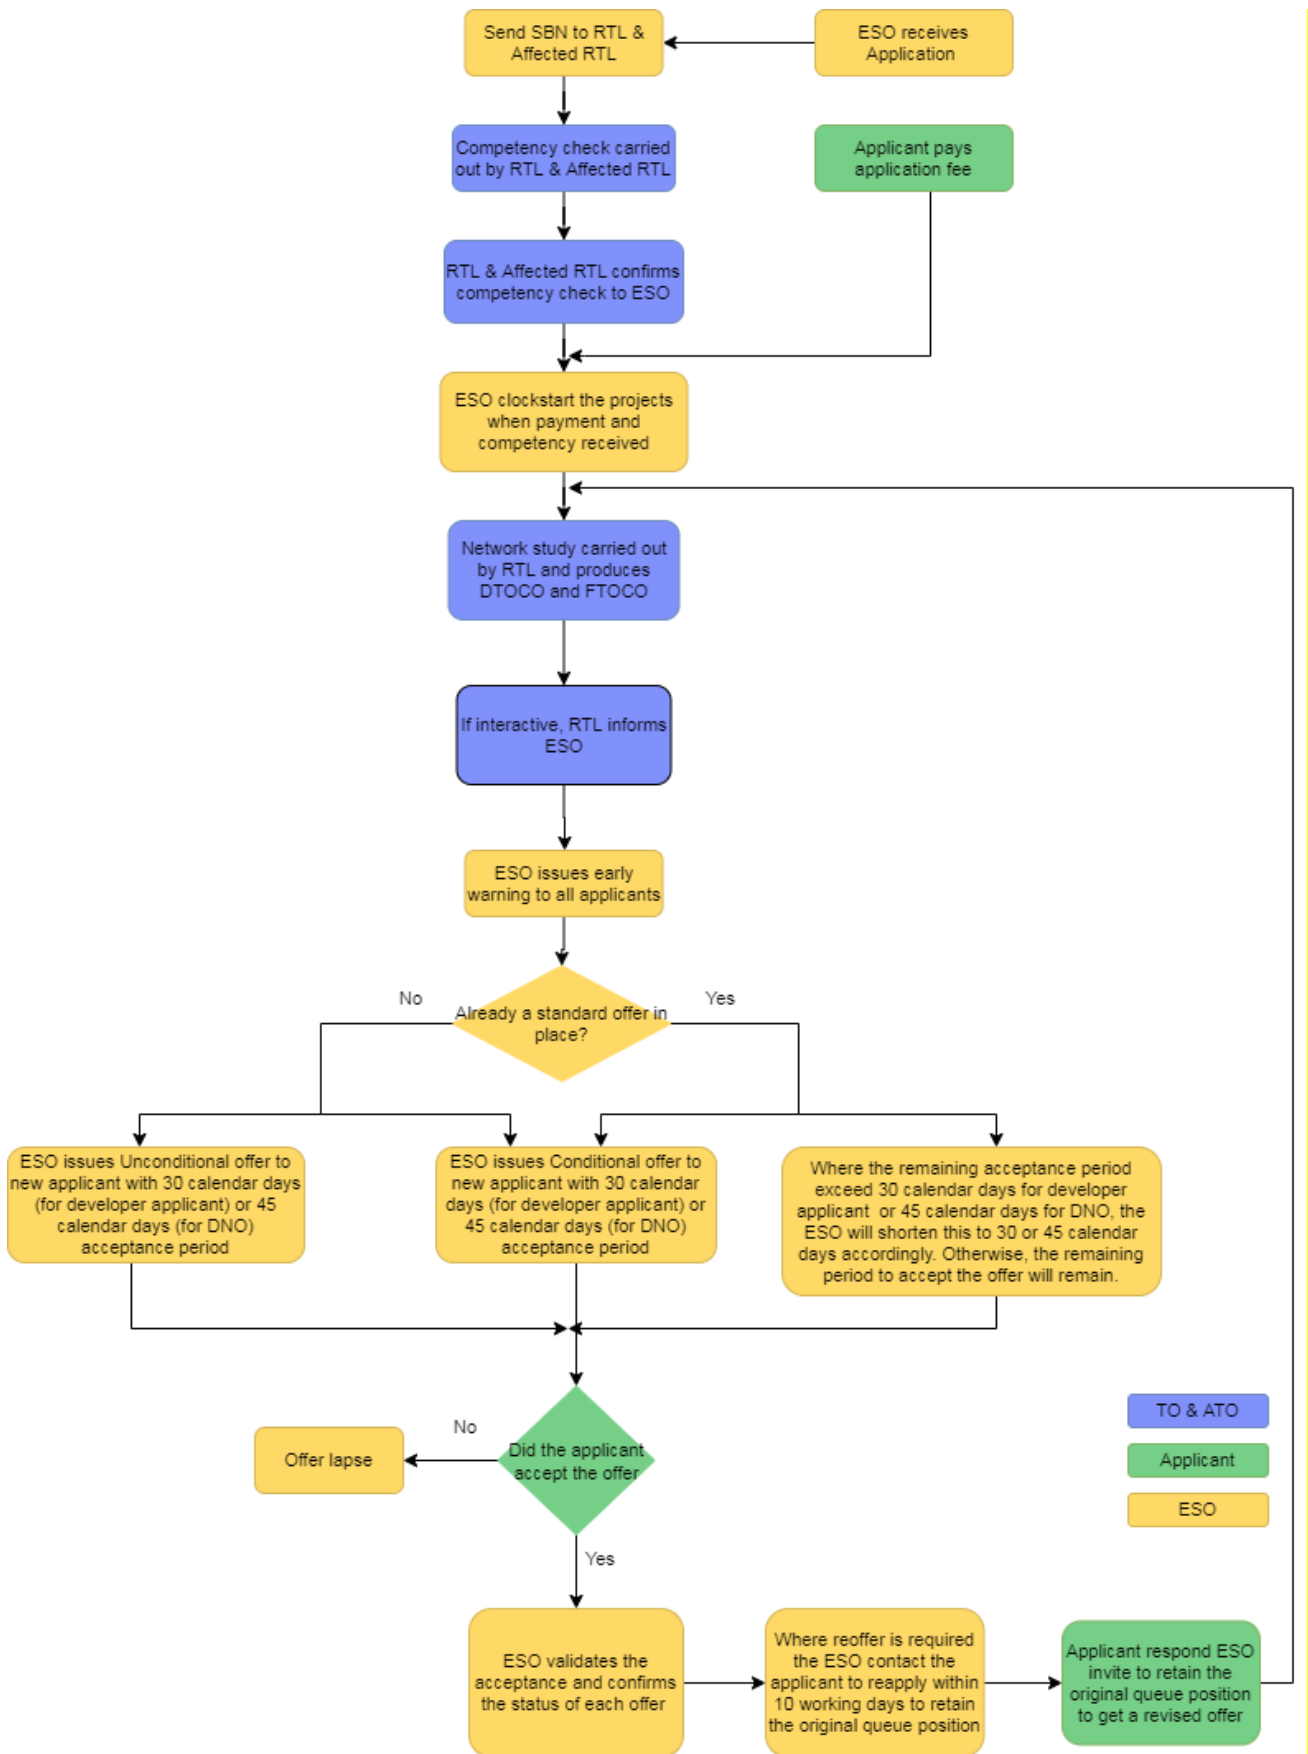 Send SBN to RTL &
Affected RTL
ESO receives
Application
Competency check carried
out by RTL & Affected RTL
Applicant pays
application fee
RTL & Affected RTL confirms
competency check to ESO
ESO clockstart the projects
when payment and
competency received
Network study carried out
by RTL and produces
DTOCO and FTOCO
If interactive, RTL informs
ESO
ESO issues early
warning to all applicants
No
Yes
Already a standard offer in
place?
ESO issues Unconditional offer to
new applicant with 30 calendar days
(for developer applicant) or 45
calendar days (for DNO)
acceptance period
ESO issues Conditional offer to
new applicant with 30 calendar
days (for developer applicant) or
45 calendar days (for DNO)
acceptance period
Where the remaining acceptance period
exceed 30 calendar days for developer
applicant or 45 calendar days for DNO, the
ESO will shorten this to 30 or 45 calendar
days accordingly. Otherwise, the remaining
period to accept the offer will remain.
TO & ATO
Applicant
ESO
No
Offer lapse
Did the applicant
accept the offer
Yes
ESO validates the
acceptance and confirms
the status of each offer
Where reoffer is required
the ESO contact the
applicant to reapply within
10 working days to retain
the original queue position
Applicant respond ESO
invite to retain the
original queue position
to get a revised offer